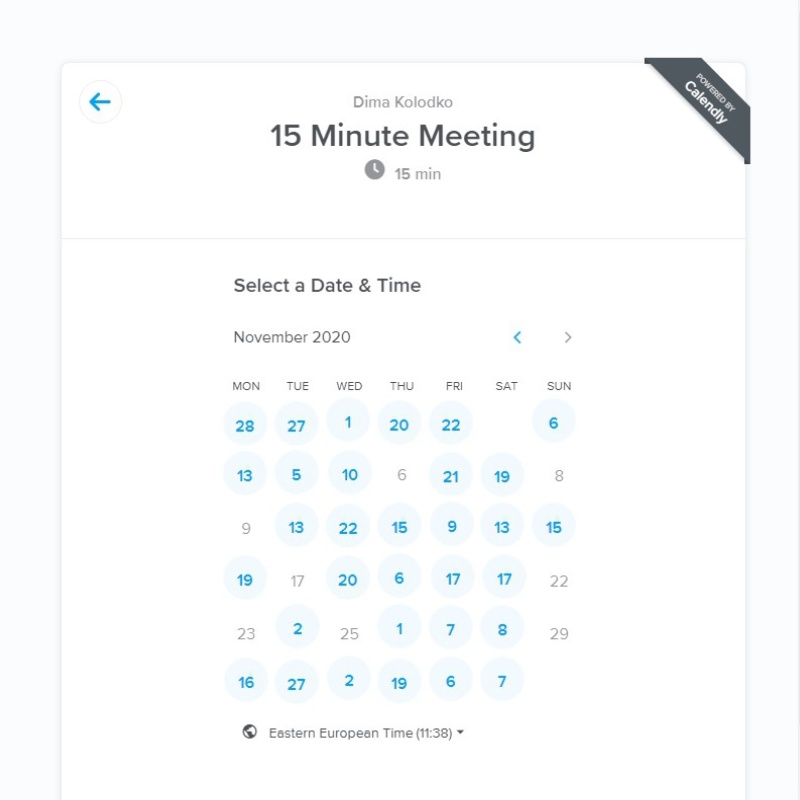 POWERED BY
Calendly
Dima Kolodko
15 Minute Meeting
15 min
Select a Date & Time
November 2020
MON TUE WED THU FRI SAT SUN
28 27 1 20 22 6
13 5 10 6 21 19 8
9 13 22 15 9 13 15
19 17 20 6 17 17 22
23 2 25 1 7 8 29
16 27 2 19 6 7
Eastern European Time (11:38)